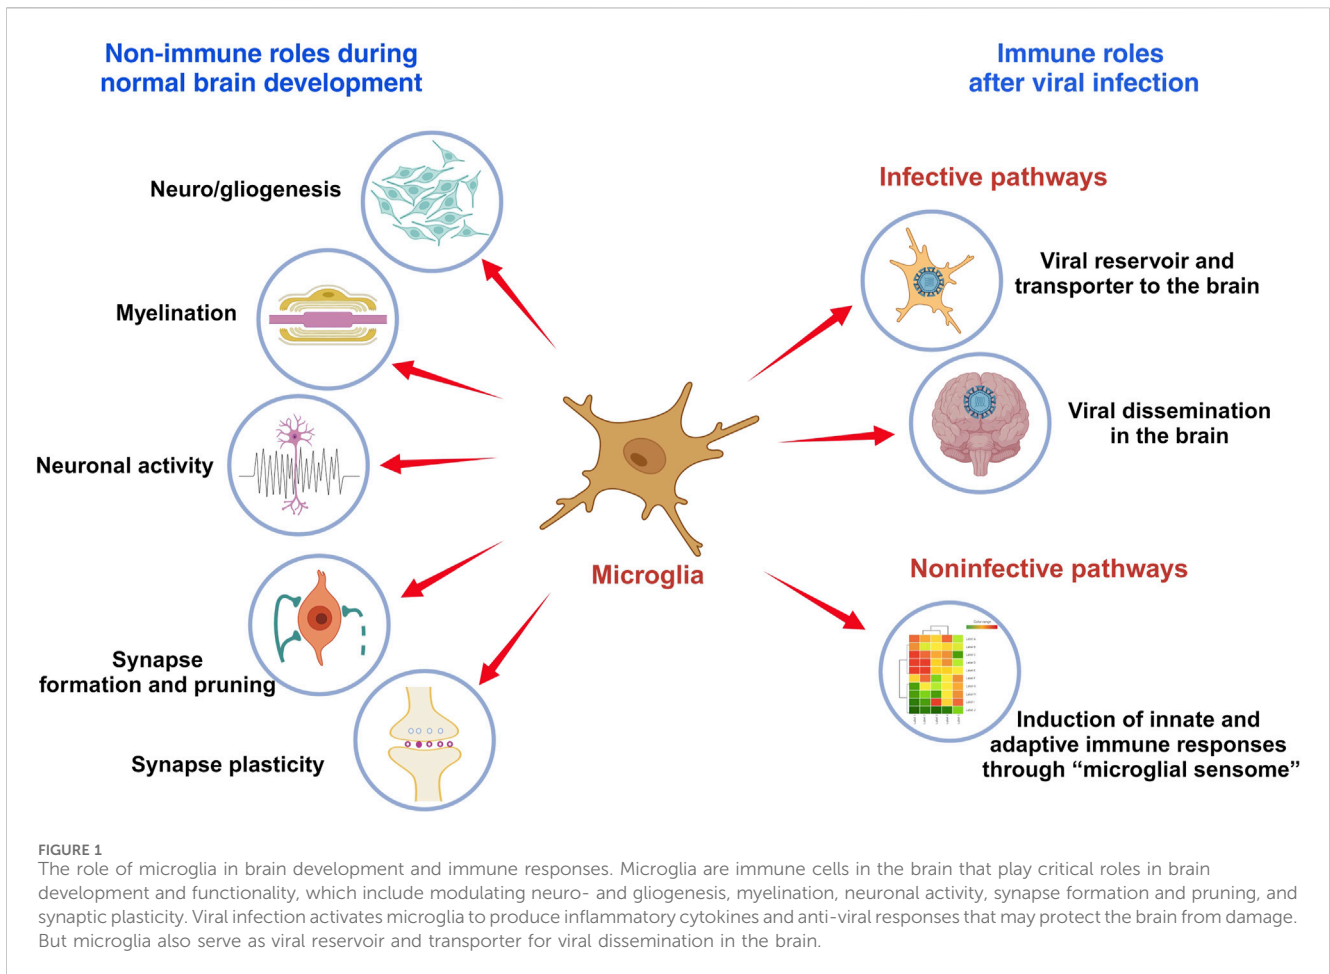 Non-immune roles during
normal brain development
Immune roles
after viral infection
Neuro/gliogenesis
Myelination
Neuronal activity
Synapse
formation and pruning
Synapse plasticity
Microglia
Infective pathways
Viral reservoir and
transporter to the brain
Viral dissemination
in the brain
Noninfective pathways
Induction of innate and
adaptive immune responses
through “microglial sensome”
FIGURE 1
The role of microglia in brain development and immune responses. Microglia are immune cells in the brain that play critical roles in brain
development and functionality, which include modulating neuro- and gliogenesis, myelination, neuronal activity, synapse formation and pruning, and
synaptic plasticity. Viral infection activates microglia to produce inflammatory cytokines and anti-viral responses that may protect the brain from damage.
But microglia also serve as viral reservoir and transporter for viral dissemination in the brain.